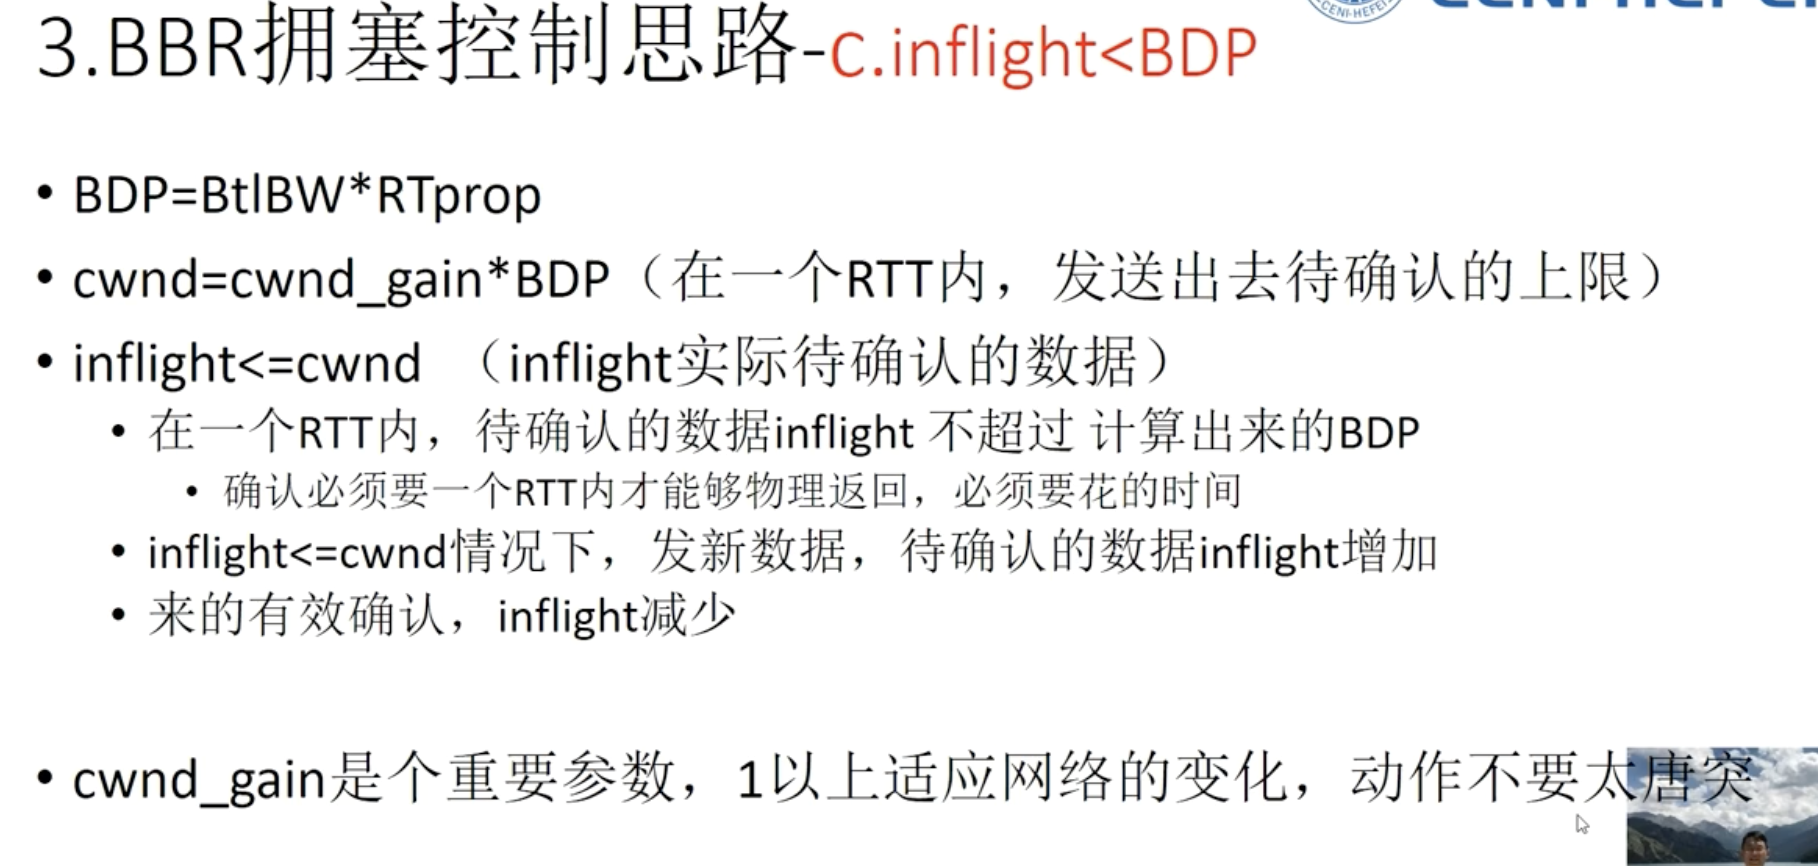 3.BBR拥塞控制思路-C.inflight<BDP
CENI-HEFEI
• BDP=BtlBW*RTprop
• cwnd=cwnd_gain*BDP（在一个RTT内，发送出去待确认的上限）
• inflight<=cwnd （inflight实际待确认的数据）
• 在一个RTT内，待确认的数据inflight 不超过 计算出来的BDP
• 确认必须要一个RTT内才能够物理返回，必须要花的时间
• inflight<=cwnd情况下，发新数据，待确认的数据inflight增加
• 来的有效确认，inflight减少
• cwnd_gain是个重要参数，1以上适应网络的变化，动作不要太唐突